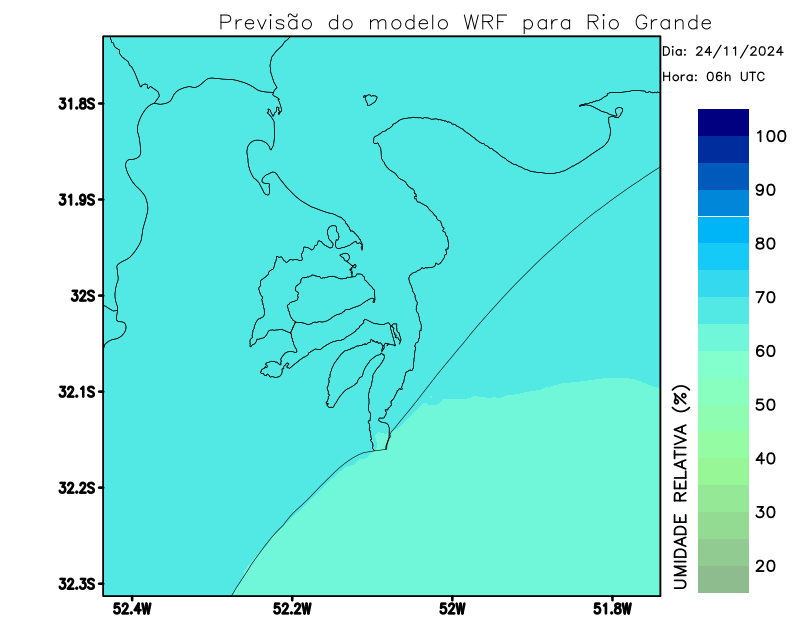 Previsão do modelo WRF para Rio Grande
Dia: 24/11/2024
Hora: 06h UTC
31.8S
31.9S
32S
32.1S
32.2S
32.3S
52.4W
52.2W
52W
51.8W
100
90
80
70
60
50
40
30
20
UMIDADE RELATIVA (%)